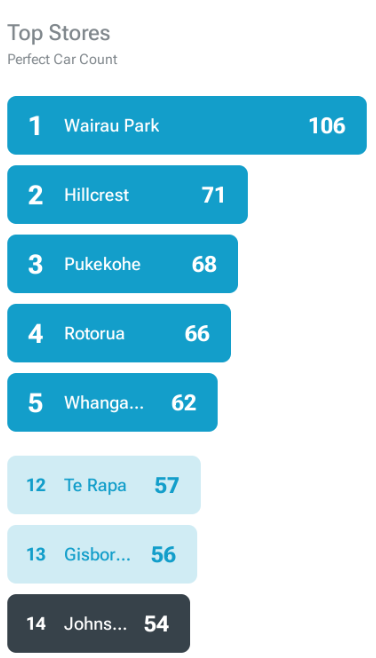 Top Stores
Perfect Car Count
1 Wairau Park 106
2 Hillcrest 71
3 Pukekohe 68
4 Rotorua 66
5 Whanga... 62
12 Te Rapa 57
13 Gisbor... 56
14 Johns... 54